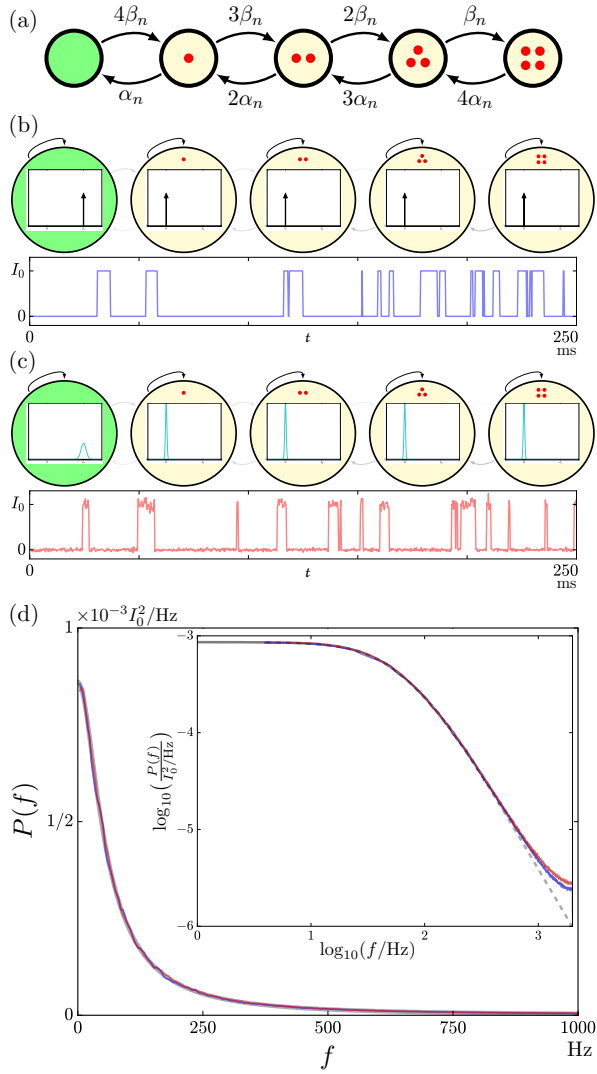 (a)
4βₙ 3βₙ 2βₙ βₙ
αₙ 2αₙ 3αₙ 4αₙ
(b)
I₀
0
0 t 250
ms
(c)
I₀
0
0 t 250
ms
(d)
×10⁻³I₀²/Hz
1
1/2
0
P(f)
0 250 500 750 1000
f Hz
−3
−4
−5
−6
log₁₀(P(f)/I₀²/Hz)
0 1 2 3
log₁₀(f/Hz)